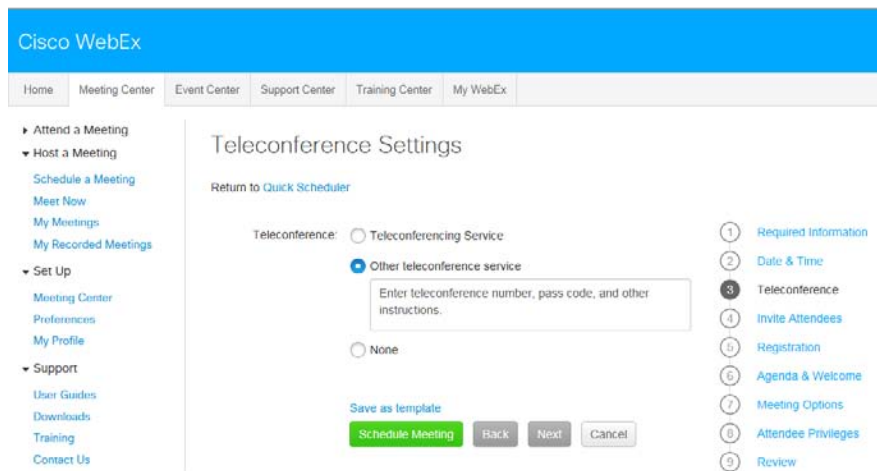 Cisco WebEx
Home Meeting Center Event Center Support Center Training Center My WebEx
Attend a Meeting
Host a Meeting
Schedule a Meeting
Meet Now
My Meetings
My Recorded Meetings
Set Up
Meeting Center
Preferences
My Profile
Support
User Guides
Downloads
Training
Contact Us
Teleconference Settings
Return to Quick Scheduler
Teleconference: Teleconferencing Service
Other teleconference service
Enter teleconference number, pass code, and other
instructions.
None
Save as template
Schedule Meeting Back Next Cancel
1 Required Information
2 Date & Time
3 Teleconference
4 Invite Attendees
5 Registration
6 Agenda & Welcome
7 Meeting Options
8 Attendee Privileges
9 Review